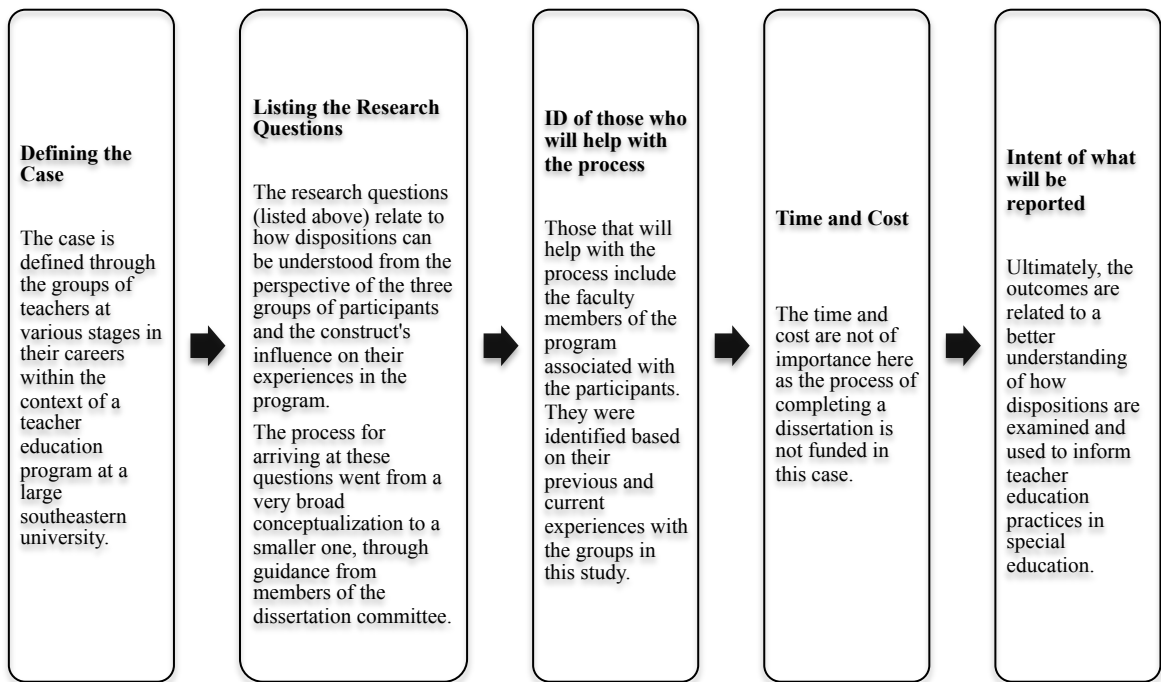 Defining the
Case
The case is
defined through
the groups of
teachers at
various stages in
their careers
within the
context of a
teacher
education
program at a
large
southeastern
university.
Listing the Research
Questions
The research questions
(listed above) relate to
how dispositions can
be understood from the
perspective of the three
groups of participants
and the construct's
influence on their
experiences in the
program.
The process for
arriving at these
questions went from a
very broad
conceptualization to a
smaller one, through
guidance from
members of the
dissertation committee.
ID of those who
will help with
the process
Those that will
help with the
process include
the faculty
members of the
program
associated with
the participants.
They were
identified based
on their
previous and
current
experiences with
the groups in
this study.
Time and Cost
The time and
cost are not of
importance here
as the process of
completing a
dissertation is
not funded in
this case.
Intent of what
will be
reported
Ultimately, the
outcomes are
related to a
better
understanding
of how
dispositions are
examined and
used to inform
teacher
education
practices in
special
education.